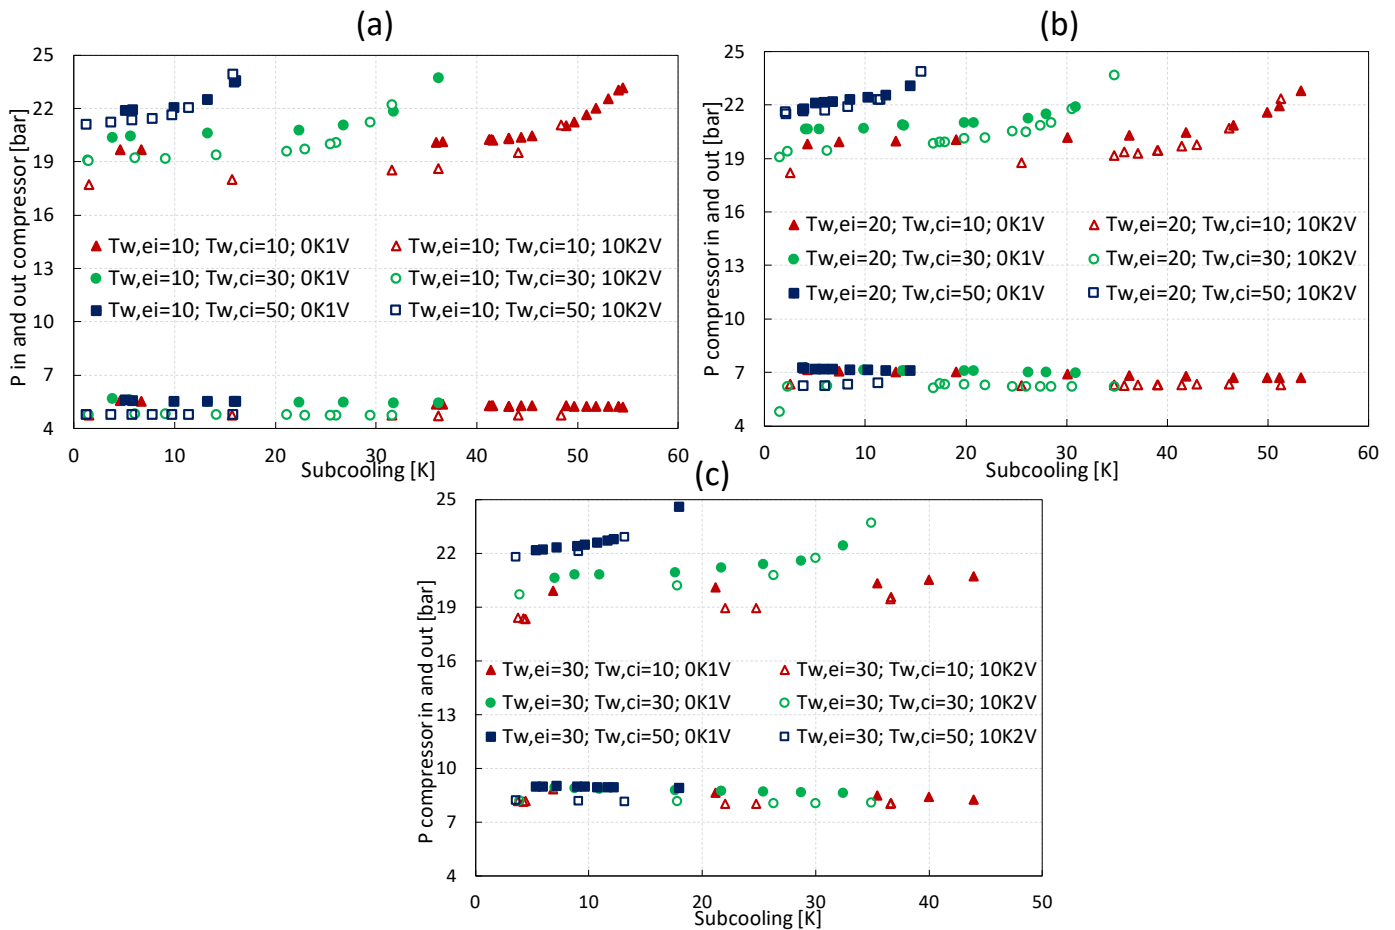 (a)
25
22
19
16
13
10
7
4
P in and out compressor [bar]
Tw,ei=10; Tw,ci=10; 0K1V
Tw,ei=10; Tw,ci=10; 10K2V
Tw,ei=10; Tw,ci=30; 0K1V
Tw,ei=10; Tw,ci=30; 10K2V
Tw,ei=10; Tw,ci=50; 0K1V
Tw,ei=10; Tw,ci=50; 10K2V
0 10 20 30 40 50 60
Subcooling [K]
(b)
25
22
19
16
13
10
7
4
P compressor in and out [bar]
Tw,ei=20; Tw,ci=10; 0K1V
Tw,ei=20; Tw,ci=10; 10K2V
Tw,ei=20; Tw,ci=30; 0K1V
Tw,ei=20; Tw,ci=30; 10K2V
Tw,ei=20; Tw,ci=50; 0K1V
Tw,ei=20; Tw,ci=50; 10K2V
0 10 20 30 40 50 60
Subcooling [K]
(c)
25
22
19
16
13
10
7
4
P compressor in and out [bar]
Tw,ei=30; Tw,ci=10; 0K1V
Tw,ei=30; Tw,ci=10; 10K2V
Tw,ei=30; Tw,ci=30; 0K1V
Tw,ei=30; Tw,ci=30; 10K2V
Tw,ei=30; Tw,ci=50; 0K1V
Tw,ei=30; Tw,ci=50; 10K2V
0 10 20 30 40 50
Subcooling [K]